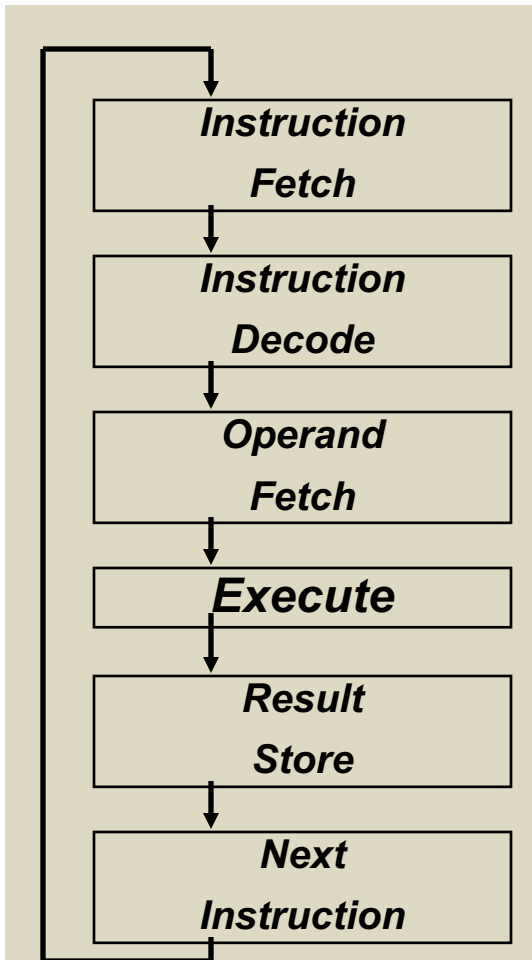 Instruction
Fetch
Instruction
Decode
Operand
Fetch
Execute
Result
Store
Next
Instruction